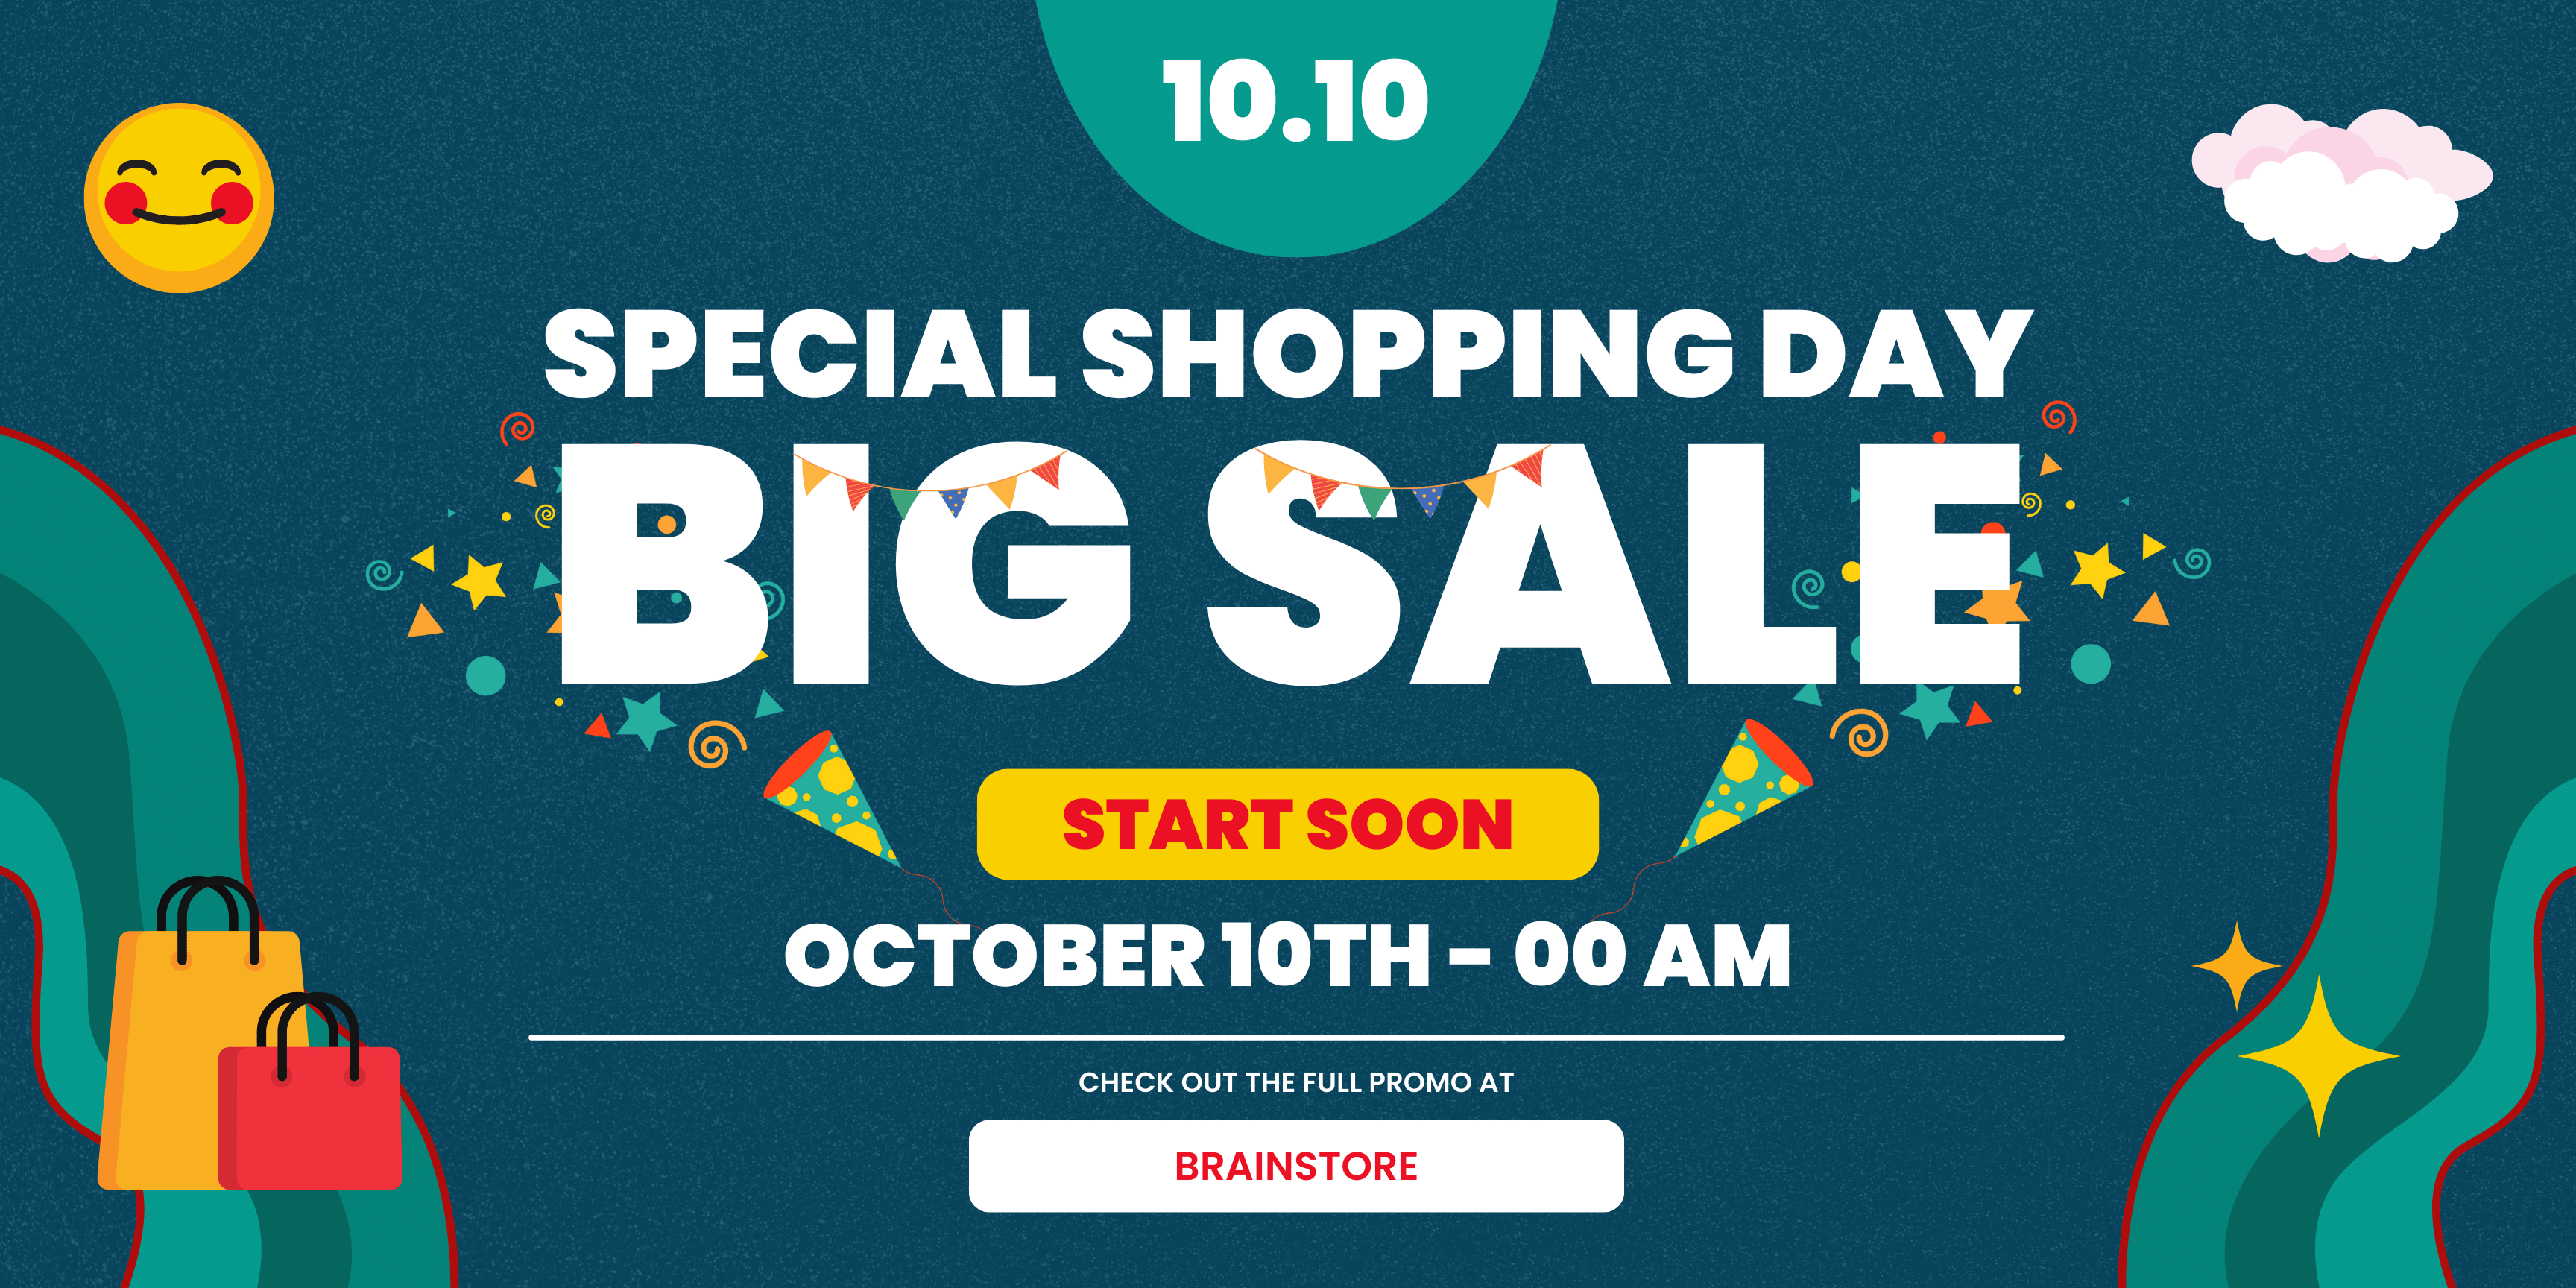 10.10
SPECIAL SHOPPING DAY
BIG SALE
START SOON
OCTOBER 10TH - 00 AM
CHECK OUT THE FULL PROMO AT
BRAINSTORE